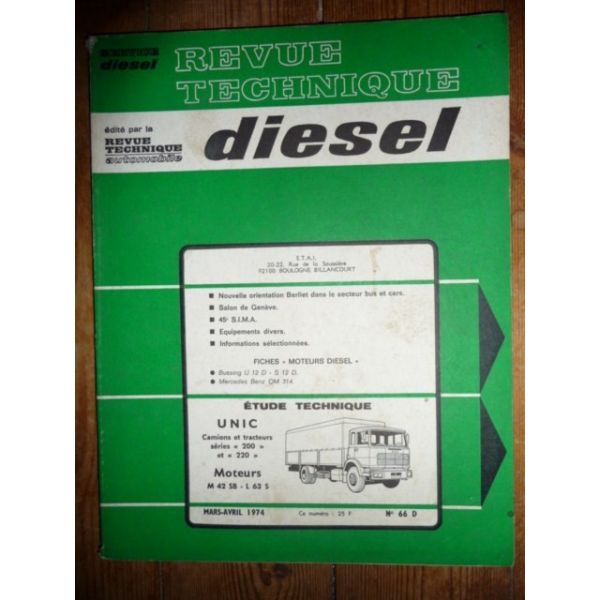 SERVICE
diesel
REVUE
TECHNIQUE
édité par la
REVUE
TECHNIQUE
automobile
diesel
E.T.A.I.
20-22, Rue de la Saussière
92100 BOULOGNE BILLANCOURT
■ Nouvelle orientation Berliet dans le secteur bus et cars.
■ Salon de Genève.
■ 45e S.I.M.A.
■ Equipements divers.
■ Informations sélectionnées.
FICHES « MOTEURS DIESEL »
● Bussing U 12 D - S 12 D.
● Mercedes Benz OM 314.
ÉTUDE TECHNIQUE
UNIC
Camions et tracteurs
séries « 200 »
et « 220 »
Moteurs
M 42 SB - L 62 S
MARS-AVRIL 1974
Ce numéro : 25 F
N° 66 D